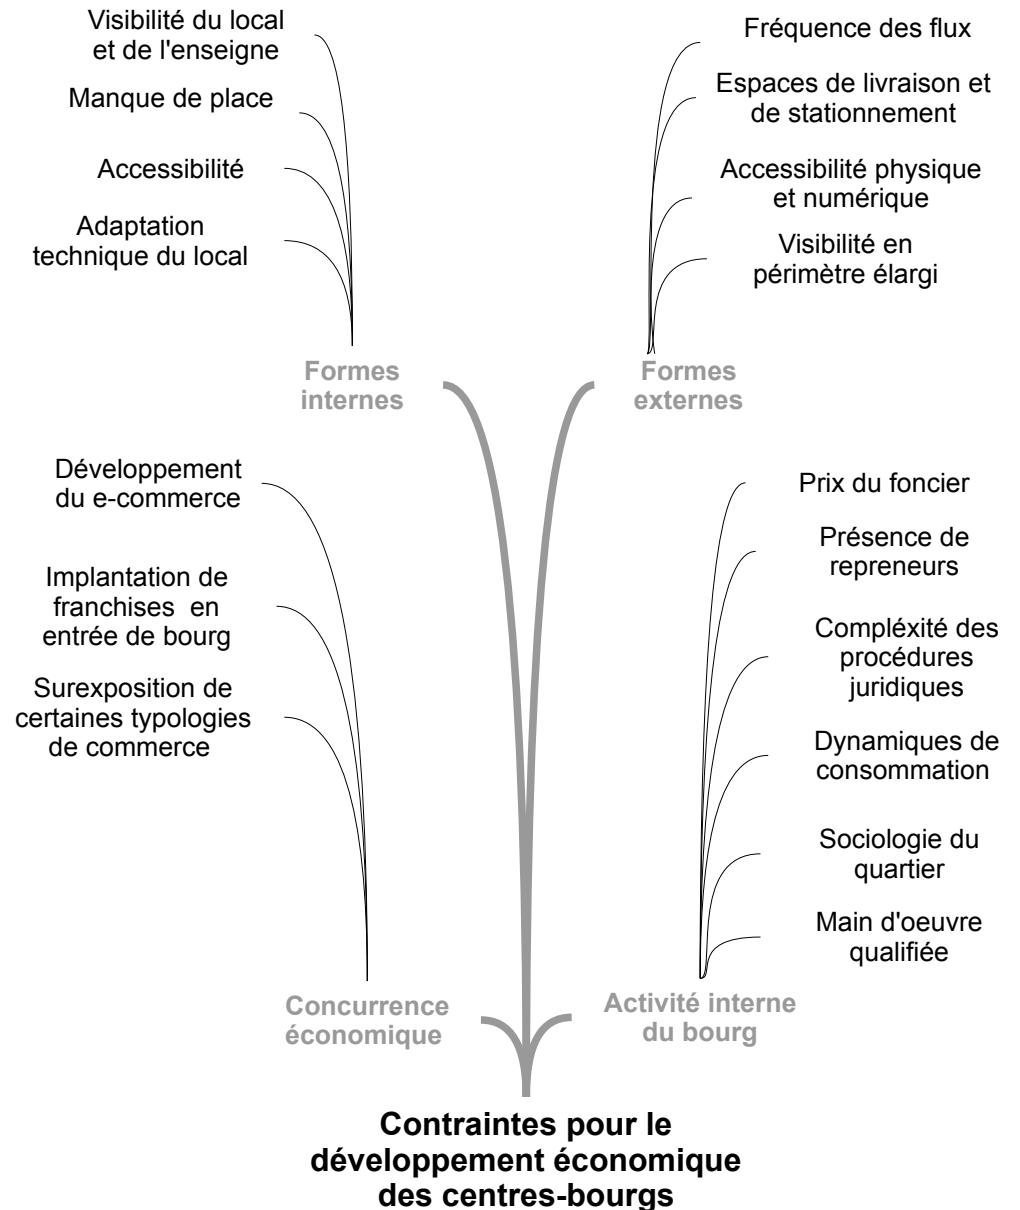 Visibilité du local
et de l'enseigne
Manque de place
Accessibilité
Adaptation
technique du local
Formes
internes
Fréquence des flux
Espaces de livraison et
de stationnement
Accessibilité physique
et numérique
Visibilité en
périmètre élargi
Formes
externes
Développement
du e-commerce
Implantation de
franchises en
entrée de bourg
Surexposition de
certaines typologies
de commerce
Concurrence
économique
Prix du foncier
Présence de
repreneurs
Compléxité des
procédures
juridiques
Dynamiques de
consommation
Sociologie du
quartier
Main d'oeuvre
qualifiée
Activité interne
du bourg
Contraintes pour le
développement économique
des centres-bourgs